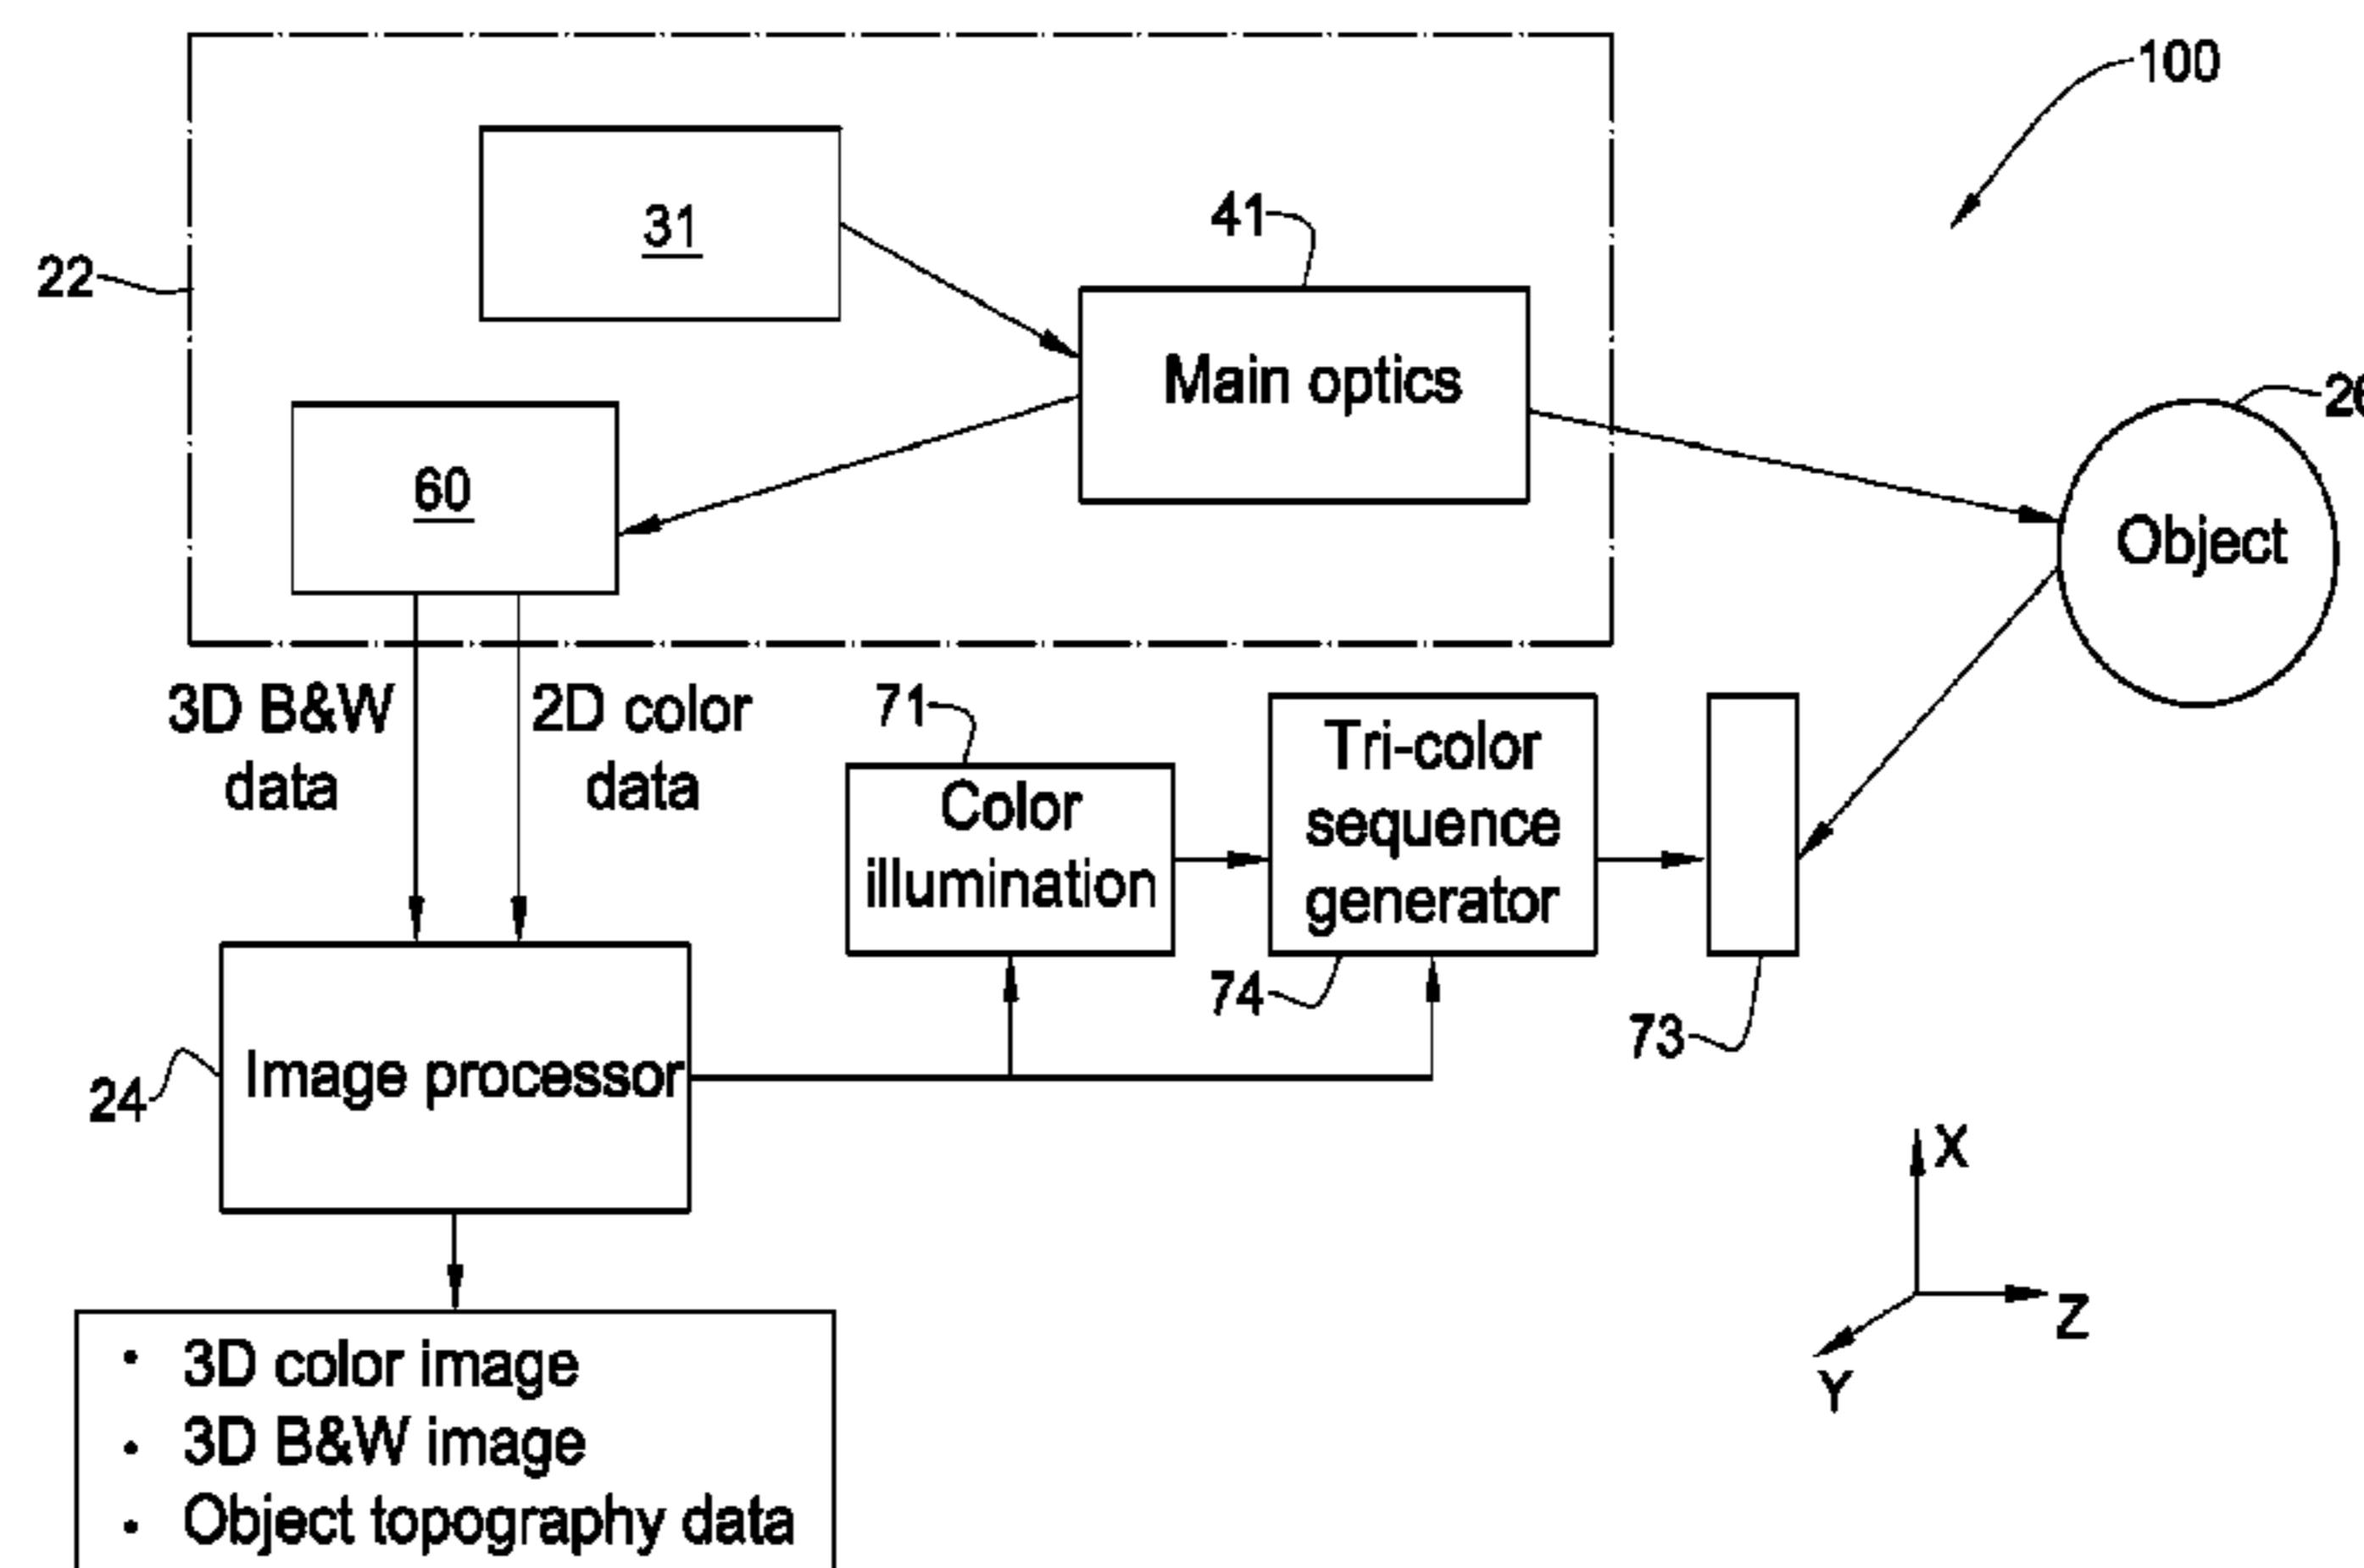 100
31
41
22
Main optics
60
Object
3D B&W
data
2D color
data
71
Color
illumination
Tri-color
sequence
generator
74
73
Image processor
24
X
Z
Y
• 3D color image
• 3D B&W image
• Object topography data